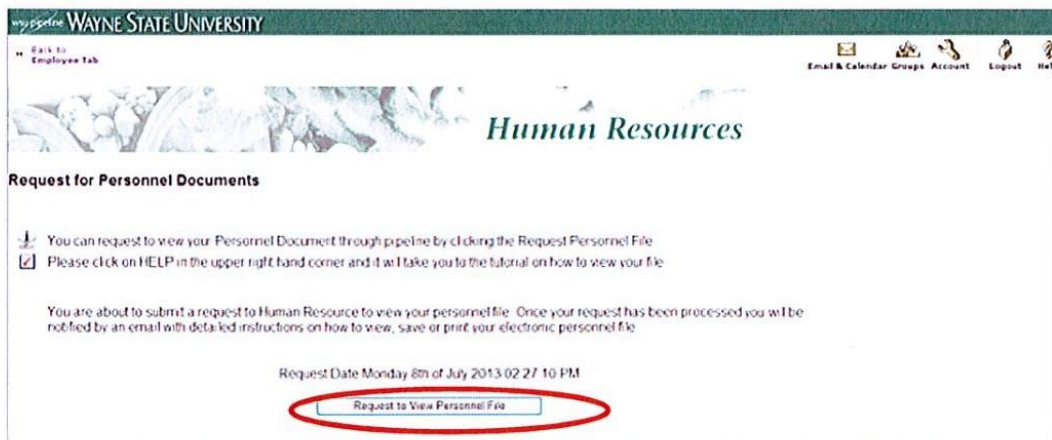 wsu pipeline WAYNE STATE UNIVERSITY
Back to
Employee Tab
Email & Calendar Groups Account Logout Hel
Human Resources
Request for Personnel Documents
You can request to view your Personnel Document through pipeline by clicking the Request Personnel File
Please click on HELP in the upper right hand corner and it will take you to the tutorial on how to view your file
You are about to submit a request to Human Resource to view your personnel file Once your request has been processed you will be
notified by an email with detailed instructions on how to view, save or print your electronic personnel file
Request Date Monday 8th of July 2013 02 27 10 PM
Request to View Personnel File